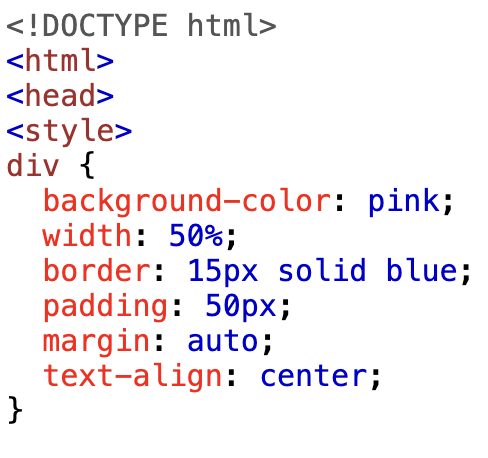 <!DOCTYPE html>
<html>
<head>
<style>
div {
  background-color: pink;
  width: 50%;
  border: 15px solid blue;
  padding: 50px;
  margin: auto;
  text-align: center;
}